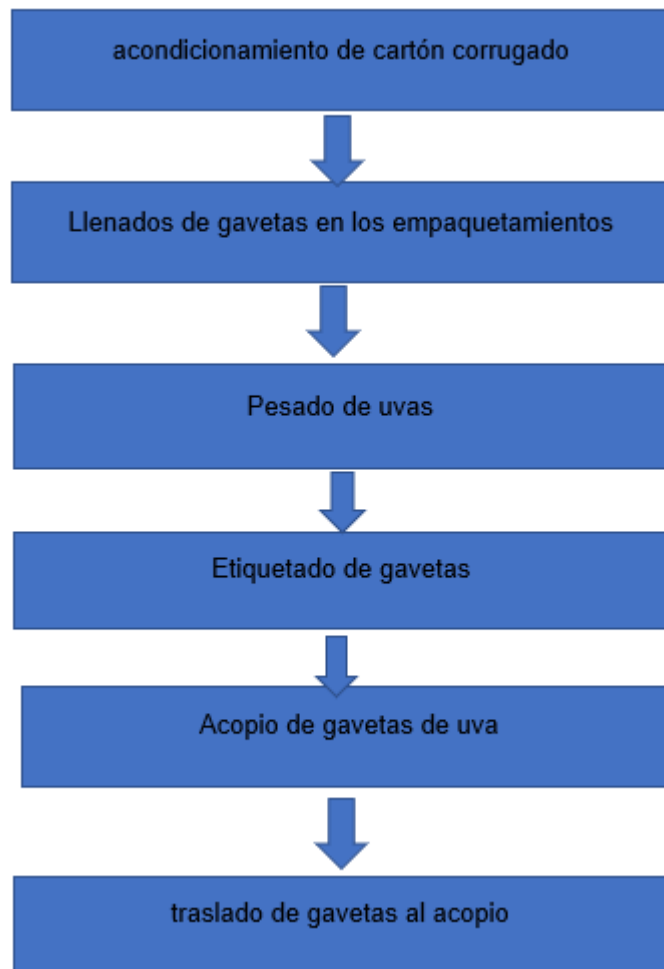 acondicionamiento de cartón corrugado
Llenados de gavetas en los empaquetamientos
Pesado de uvas
Etiquetado de gavetas
Acopio de gavetas de uva
traslado de gavetas al acopio